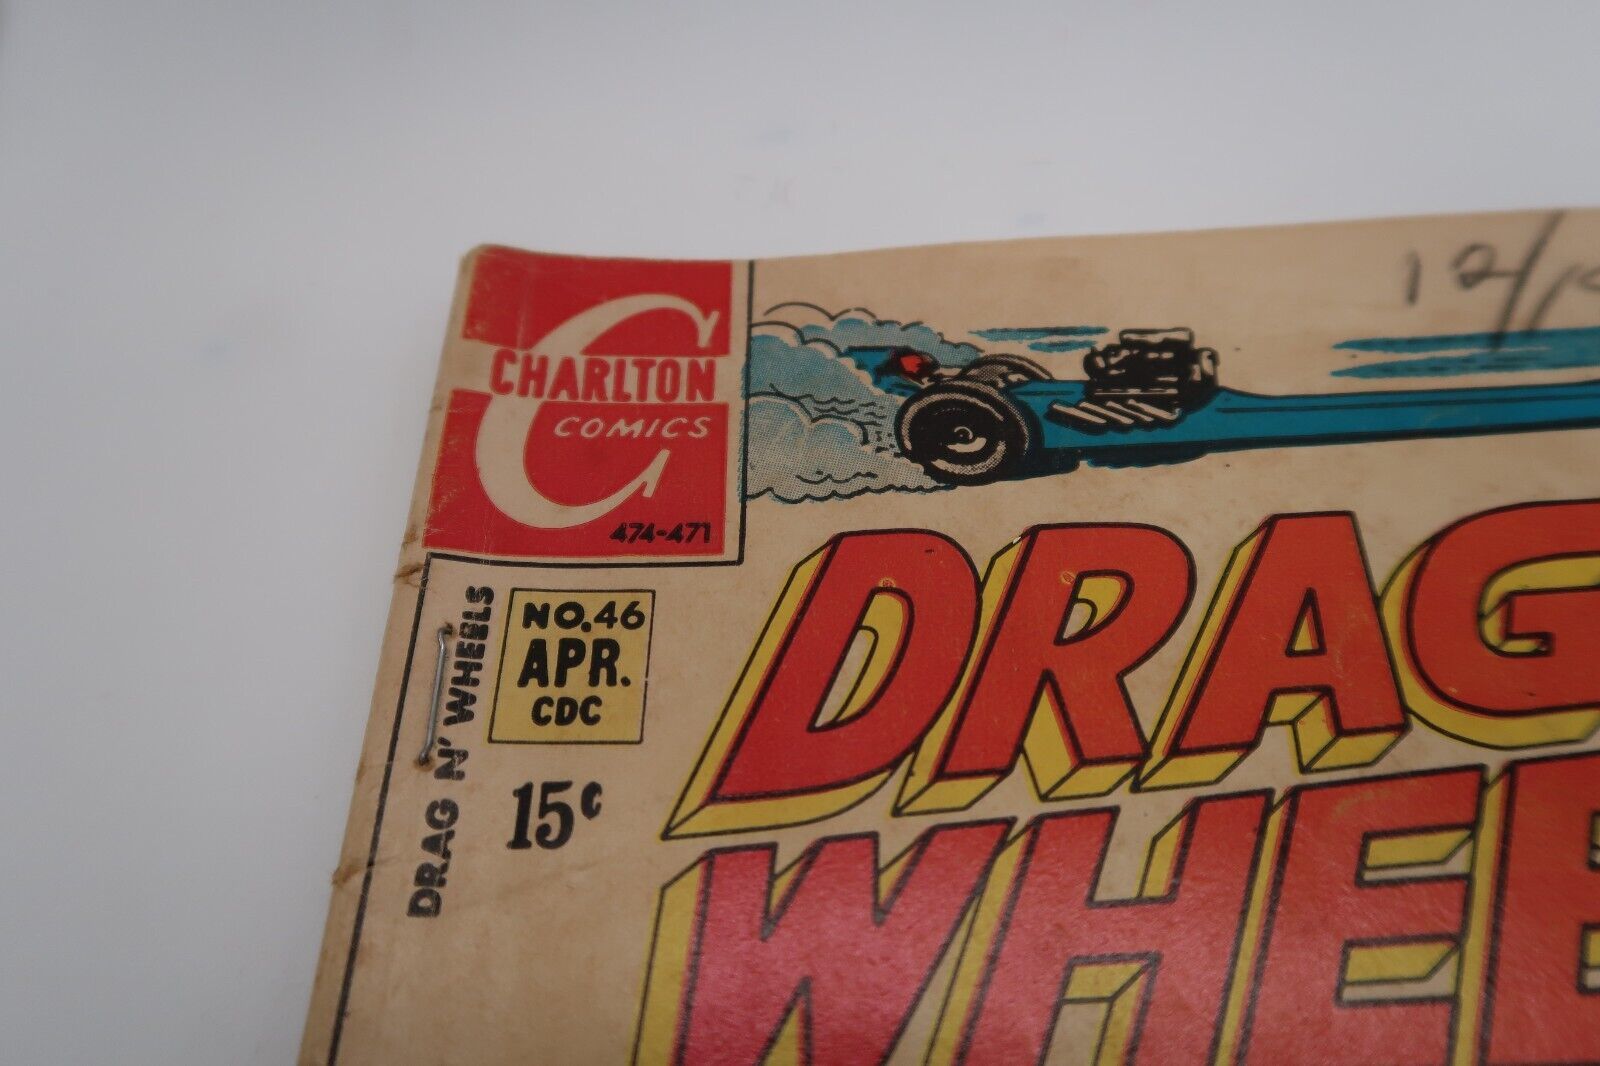 CHARLTON
COMICS
474-471
NO.46
APR.
CDC
15¢
DRAG N' WHEELS
DRAG
WHEE